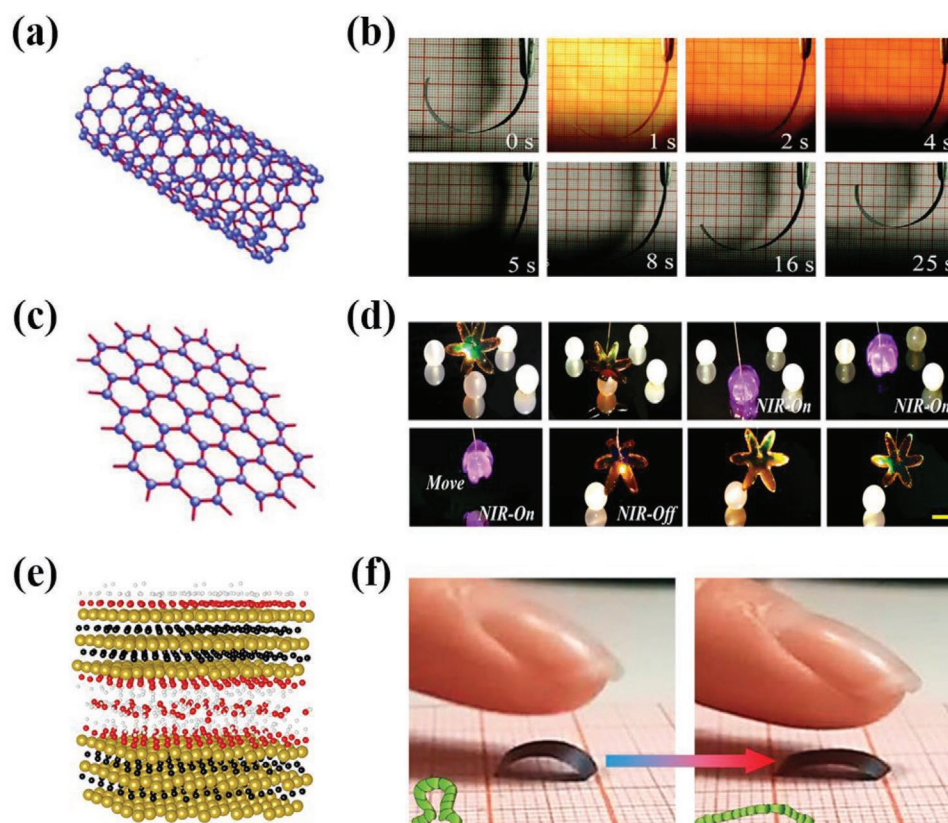 (a)
(b)
0 s
1 s
2 s
4 s
5 s
8 s
16 s
25 s
(c)
(d)
NIR-On
NIR-On
Move
NIR-On
NIR-Off
(e)
(f)